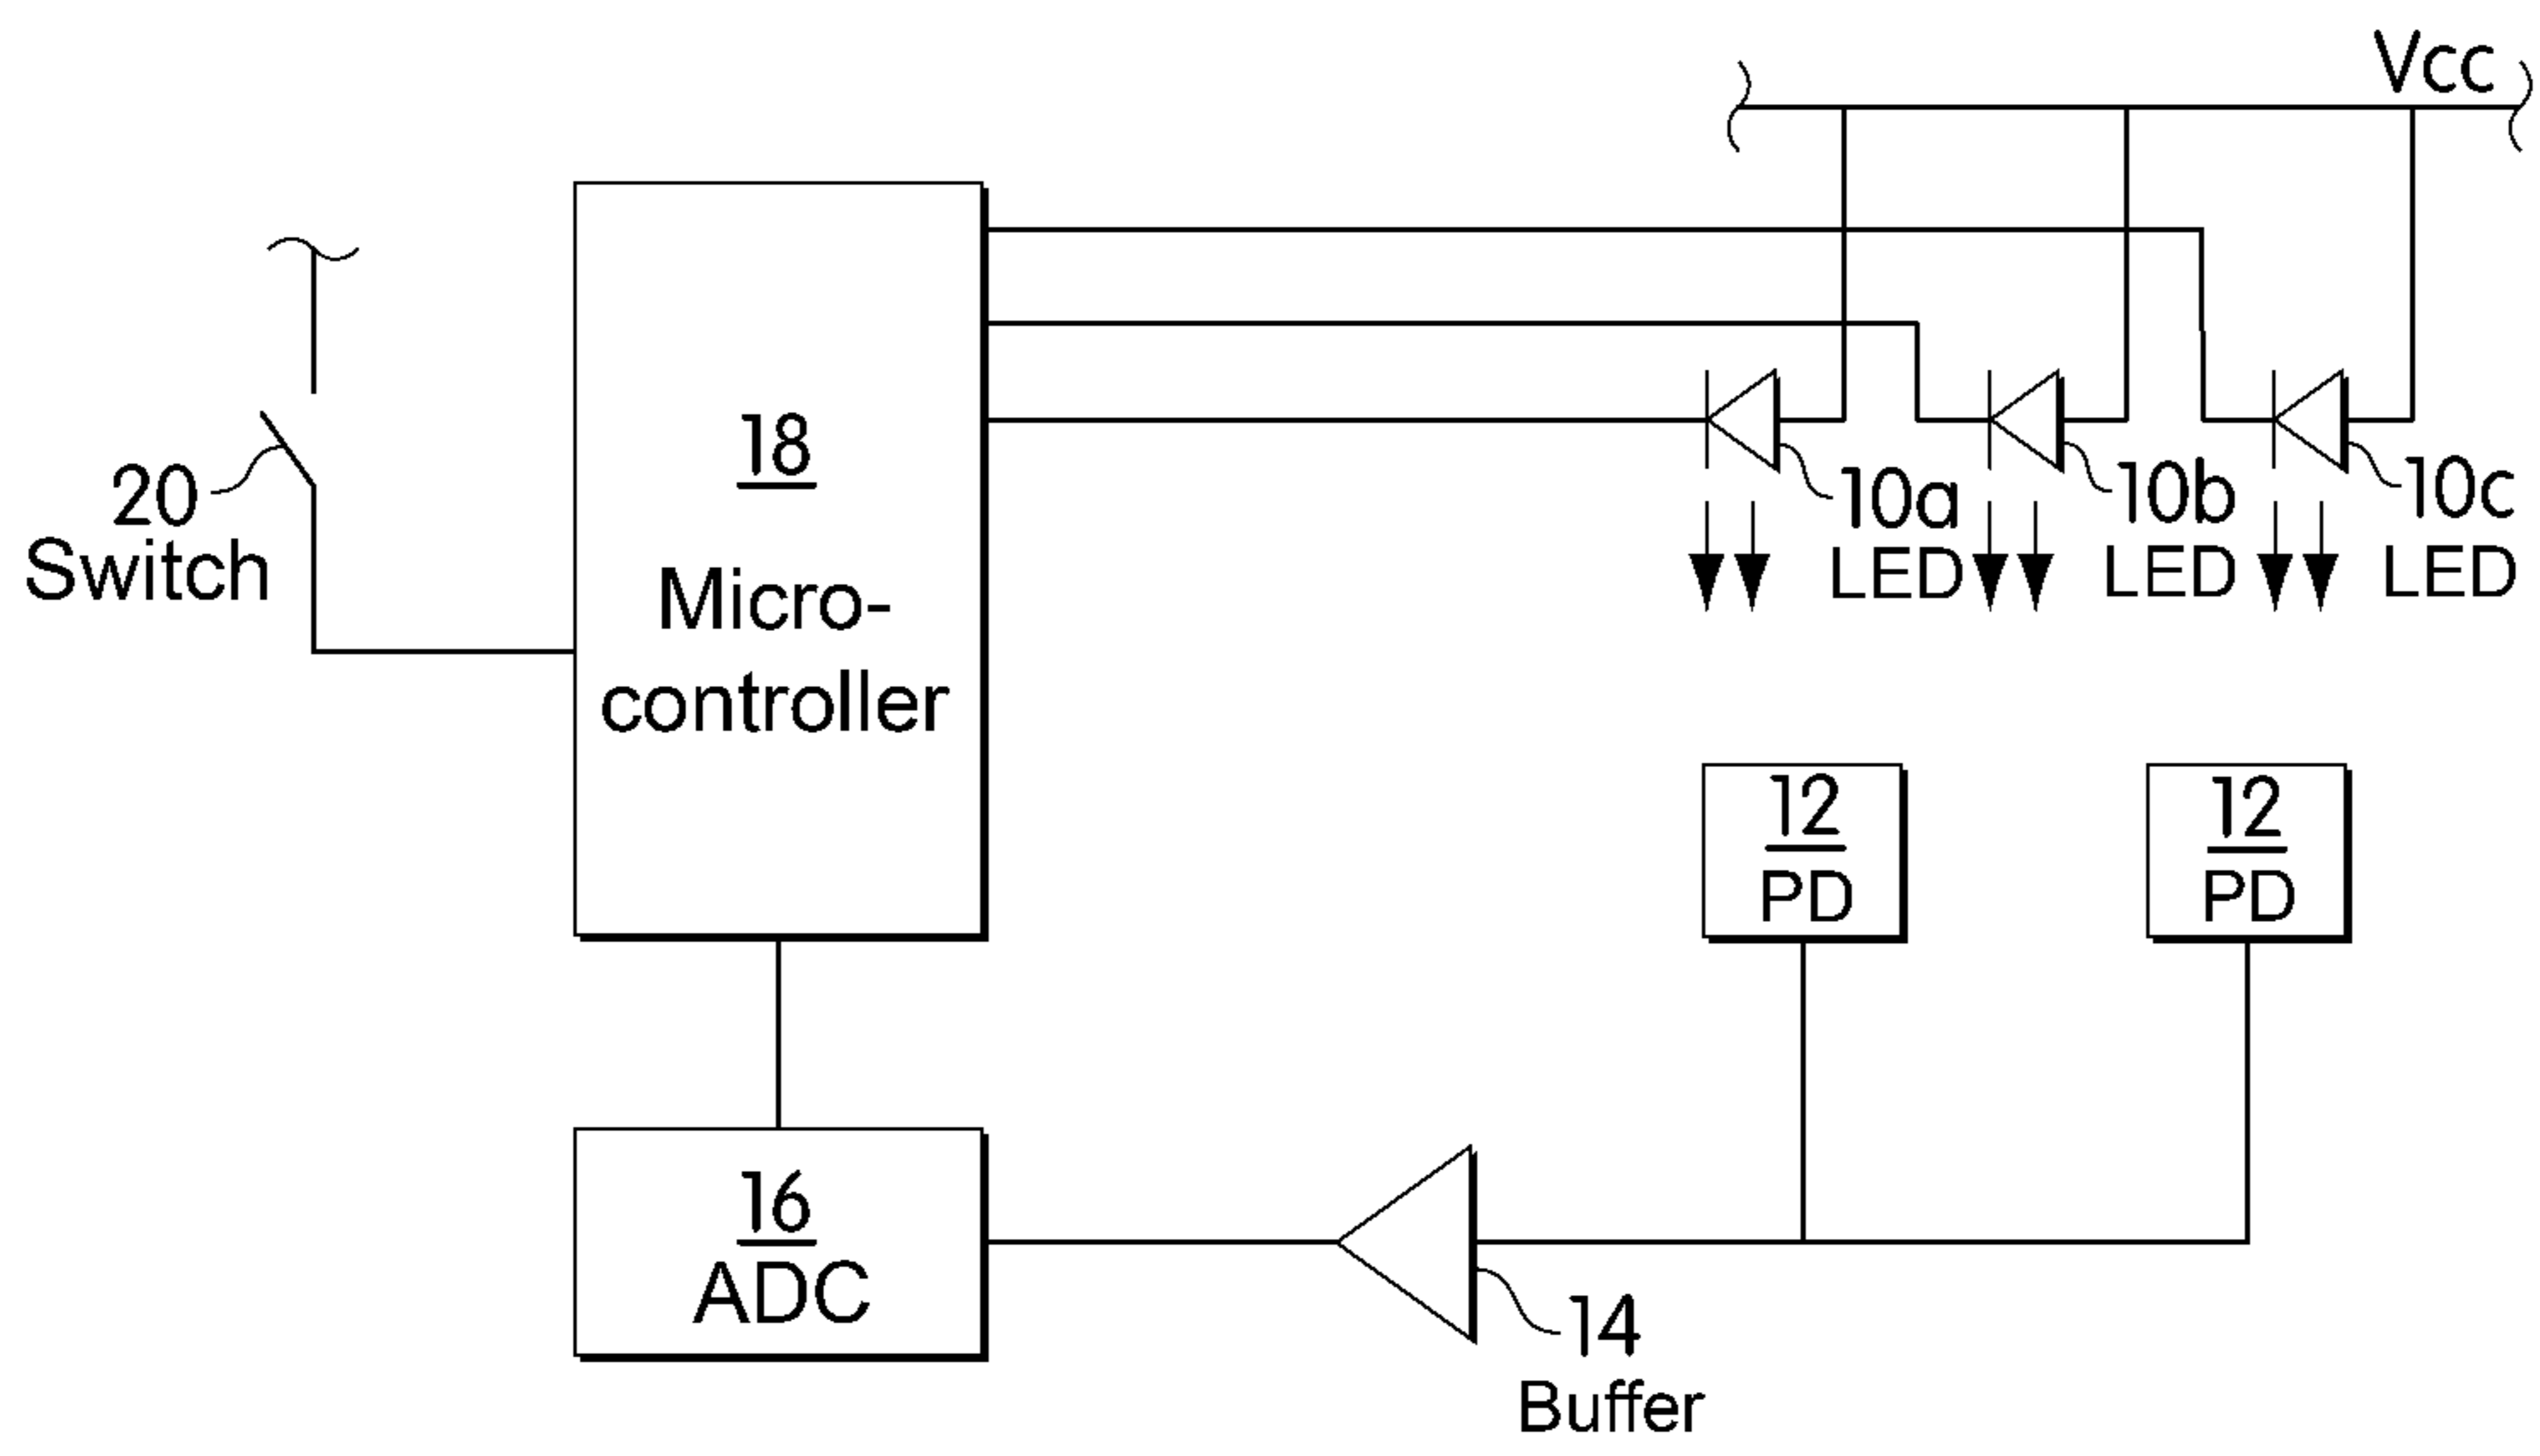 Vcc
18
Micro-
controller
20
Switch
10a
LED
10b
LED
10c
LED
12
PD
12
PD
16
ADC
14
Buffer